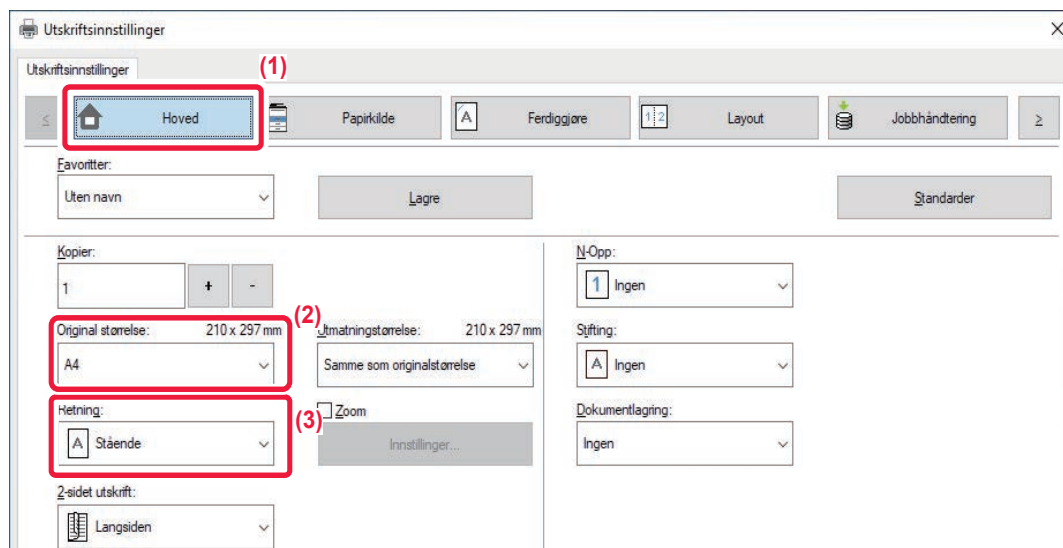 Utskriftsinnstillinger
Utskriftsinnstillinger
(1)
Hoved
Papirkilde
Ferdiggjøre
Layout
Jobbhåndtering
Favoritter:
Uten navn
Lagre
Standarder
Kopier:
1
+
-
N-Opp:
1 Ingen
Original størrelse: 210 x 297 mm
(2)
Utmatningstørrelse: 210 x 297 mm
Stifting:
A4
Samme som originalstørrelse
A Ingen
Retning:
(3)
Zoom
Dokumentlagring:
A Stående
Innstillinger...
Ingen
2-sidet utskrift:
Langsiden